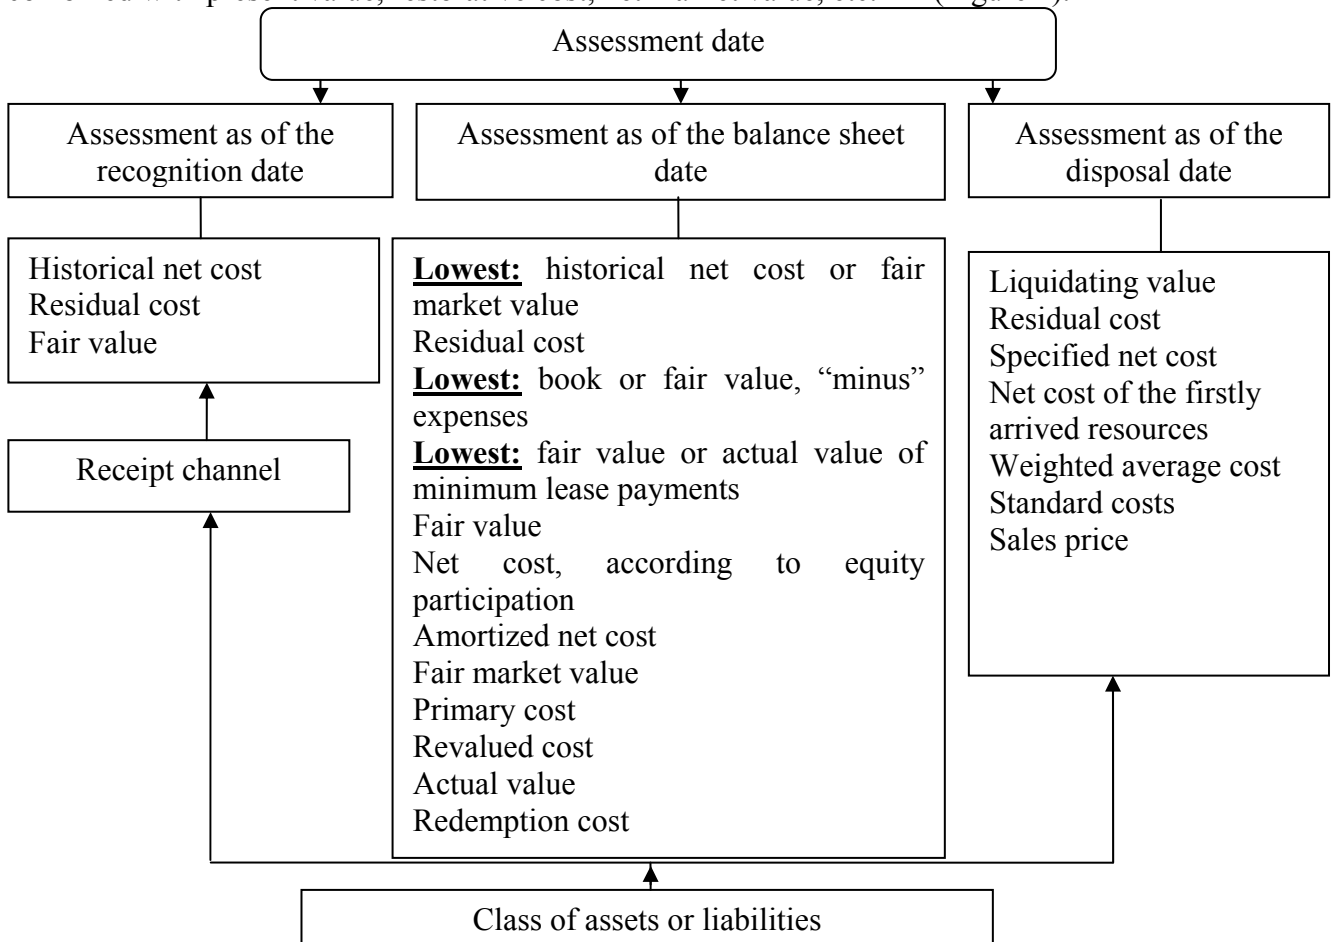 Assessment date
Assessment as of the
recognition date
Assessment as of the balance sheet
date
Assessment as of the
disposal date
Historical net cost
Residual cost
Fair value
Receipt channel
Lowest: historical net cost or fair
market value
Residual cost
Lowest: book or fair value, “minus”
expenses
Lowest: fair value or actual value of
minimum lease payments
Fair value
Net cost, according to equity
participation
Amortized net cost
Fair market value
Primary cost
Revalued cost
Actual value
Redemption cost
Liquidating value
Residual cost
Specified net cost
Net cost of the firstly
arrived resources
Weighted average cost
Standard costs
Sales price
Class of assets or liabilities